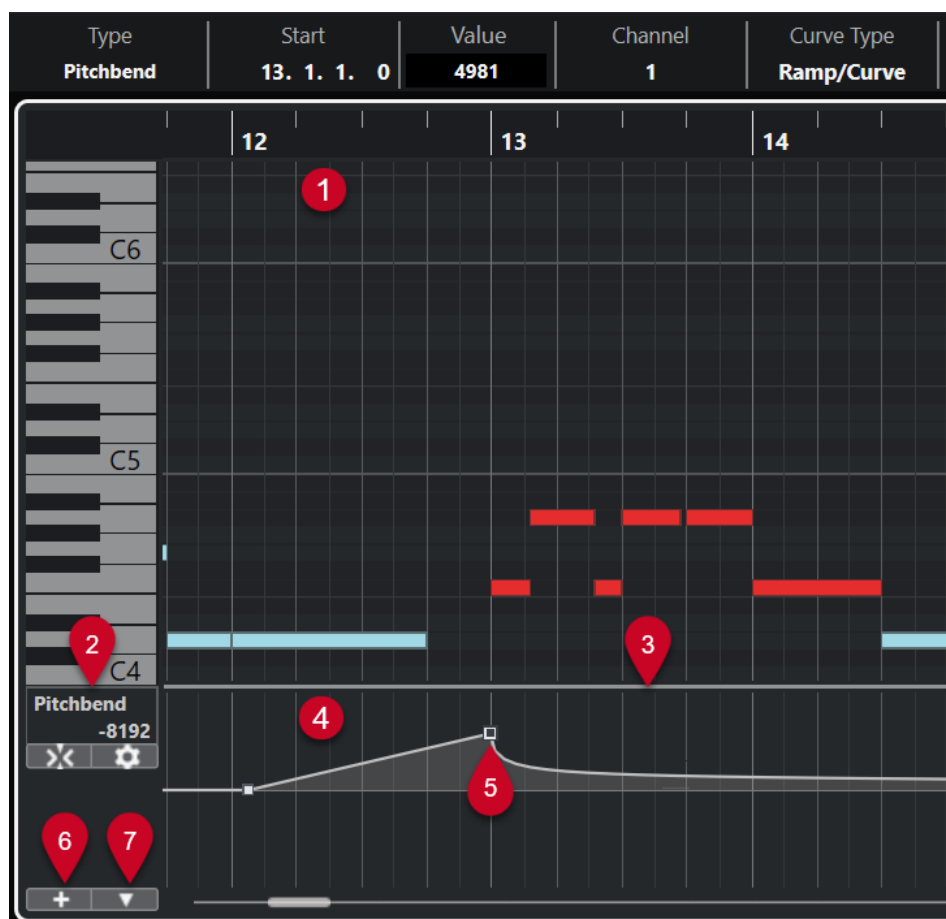 Type Start Value Channel Curve Type
Pitchbend 13. 1. 1. 0 4981 1 Ramp/Curve
12 13 14
1
C6
C5
2 3
C4
Pitchbend
-8192
4
5
6 7